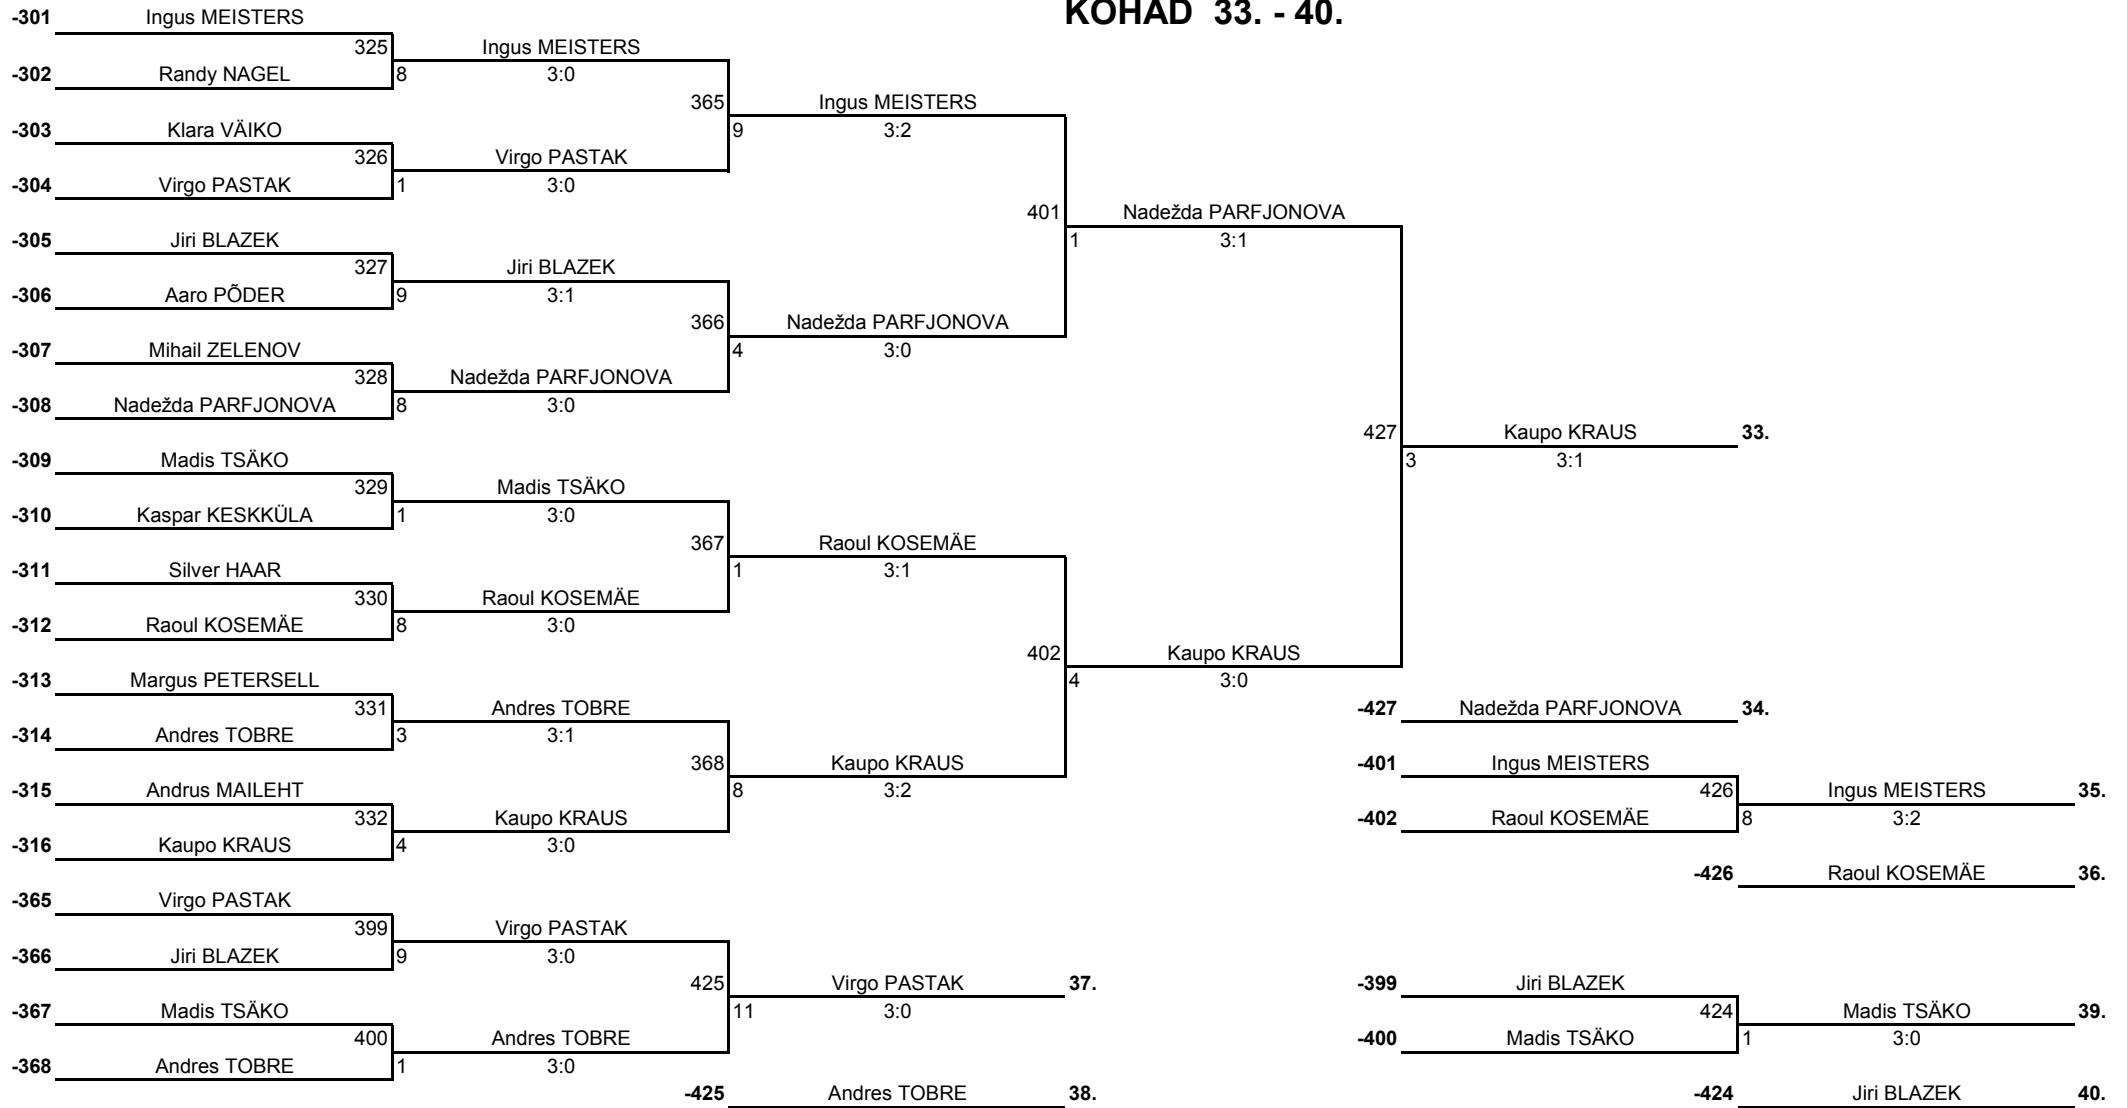 KOHAD 33. - 40.
-301 Ingus MEISTERS
325 Ingus MEISTERS
-302 Randy NAGEL 8 3:0
365 Ingus MEISTERS
-303 Klara VÄIKO 9 3:2
326 Virgo PASTAK
-304 Virgo PASTAK 1 3:0
401 Nadežda PARFJONOVA
-305 Jiri BLAZEK 1 3:1
327 Jiri BLAZEK
-306 Aaro PÕDER 9 3:1
366 Nadežda PARFJONOVA
-307 Mihail ZELENOV 4 3:0
328 Nadežda PARFJONOVA
-308 Nadežda PARFJONOVA 8 3:0
427 Kaupo KRAUS 33.
-309 Madis TSÄKO 3 3:1
329 Madis TSÄKO
-310 Kaspar KESKKÜLA 1 3:0
367 Raoul KOSEMÄE
-311 Silver HAAR 1 3:1
330 Raoul KOSEMÄE
-312 Raoul KOSEMÄE 8 3:0
402 Kaupo KRAUS
-313 Margus PETERSELL 4 3:0
331 Andres TOBRE -427 Nadežda PARFJONOVA 34.
-314 Andres TOBRE 3 3:1
368 Kaupo KRAUS -401 Ingus MEISTERS
-315 Andrus MAILEHT 8 3:2 426 Ingus MEISTERS 35.
332 Kaupo KRAUS -402 Raoul KOSEMÄE 8 3:2
-316 Kaupo KRAUS 4 3:0
-426 Raoul KOSEMÄE 36.
-365 Virgo PASTAK
399 Virgo PASTAK
-366 Jiri BLAZEK 9 3:0
425 Virgo PASTAK 37. -399 Jiri BLAZEK
-367 Madis TSÄKO 11 3:0 424 Madis TSÄKO 39.
400 Andres TOBRE -400 Madis TSÄKO 1 3:0
-368 Andres TOBRE 1 3:0
-425 Andres TOBRE 38. -424 Jiri BLAZEK 40.